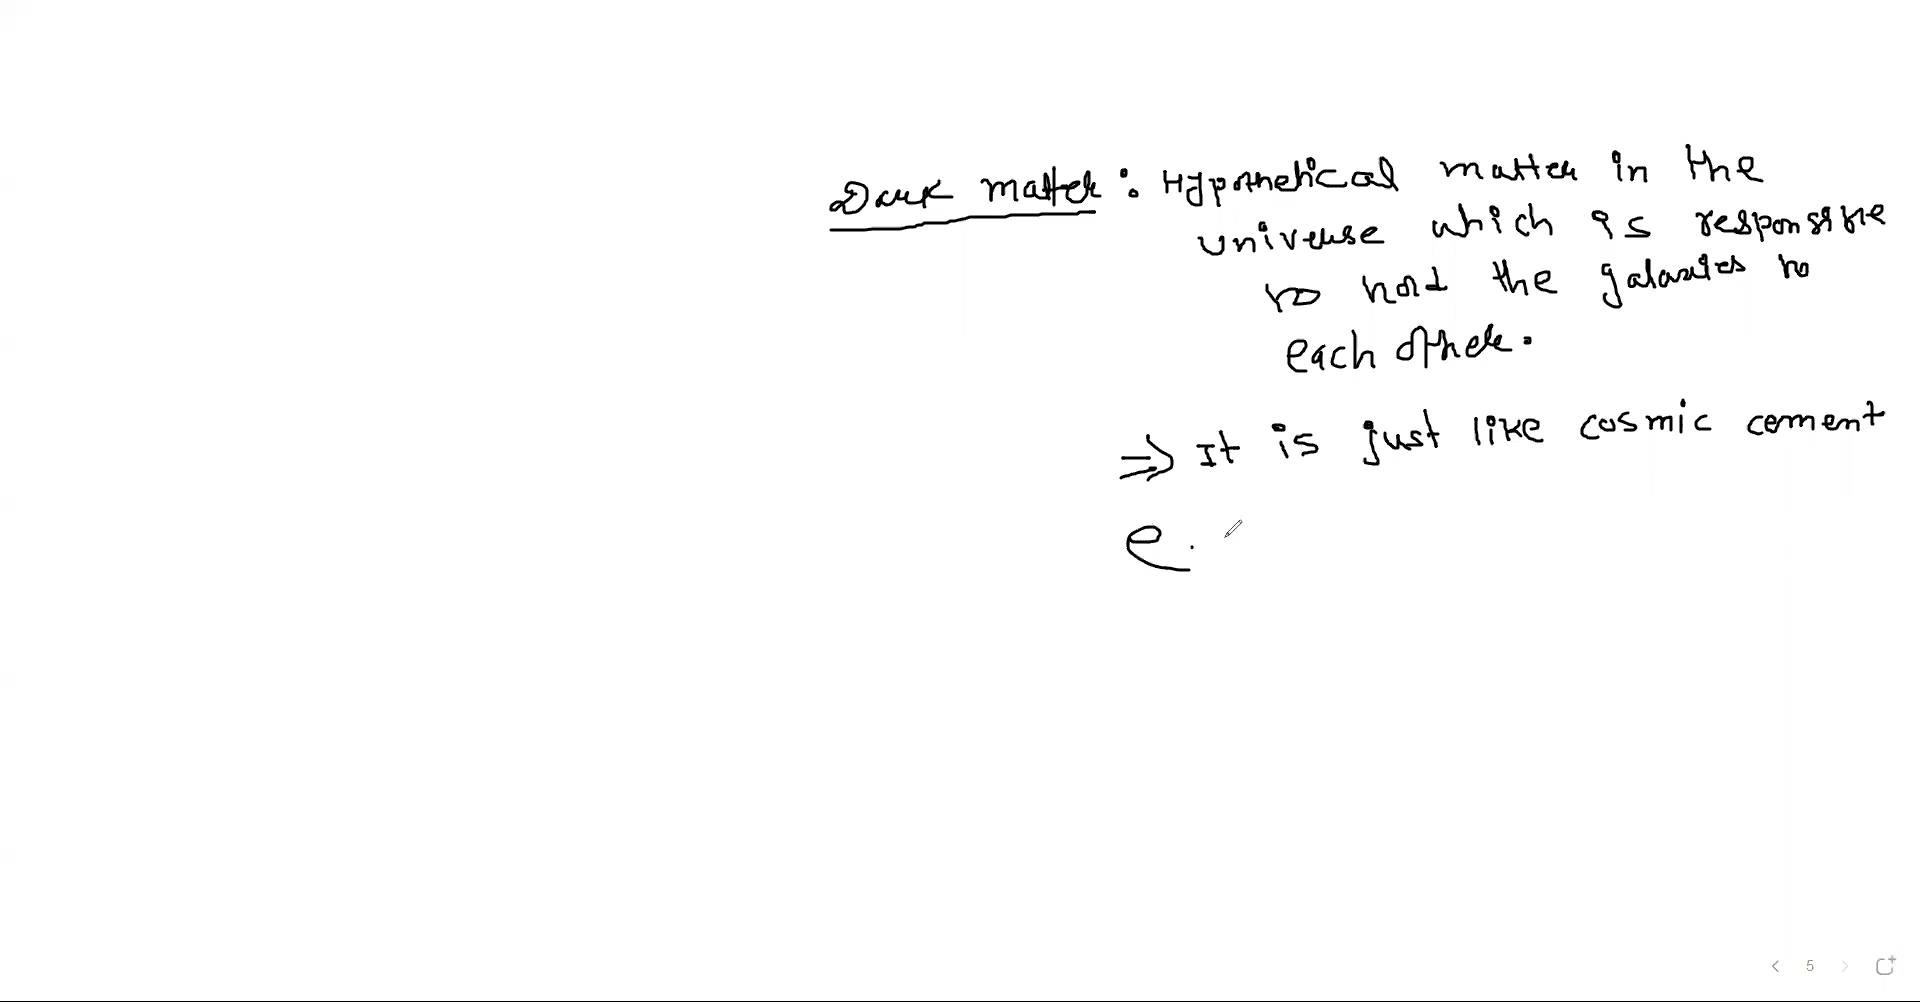 Dark matter : Hypothetical matter in the
universe which is responsible
to hold the galaxies to
each other.
⇒ It is just like cosmic cement
e.
5